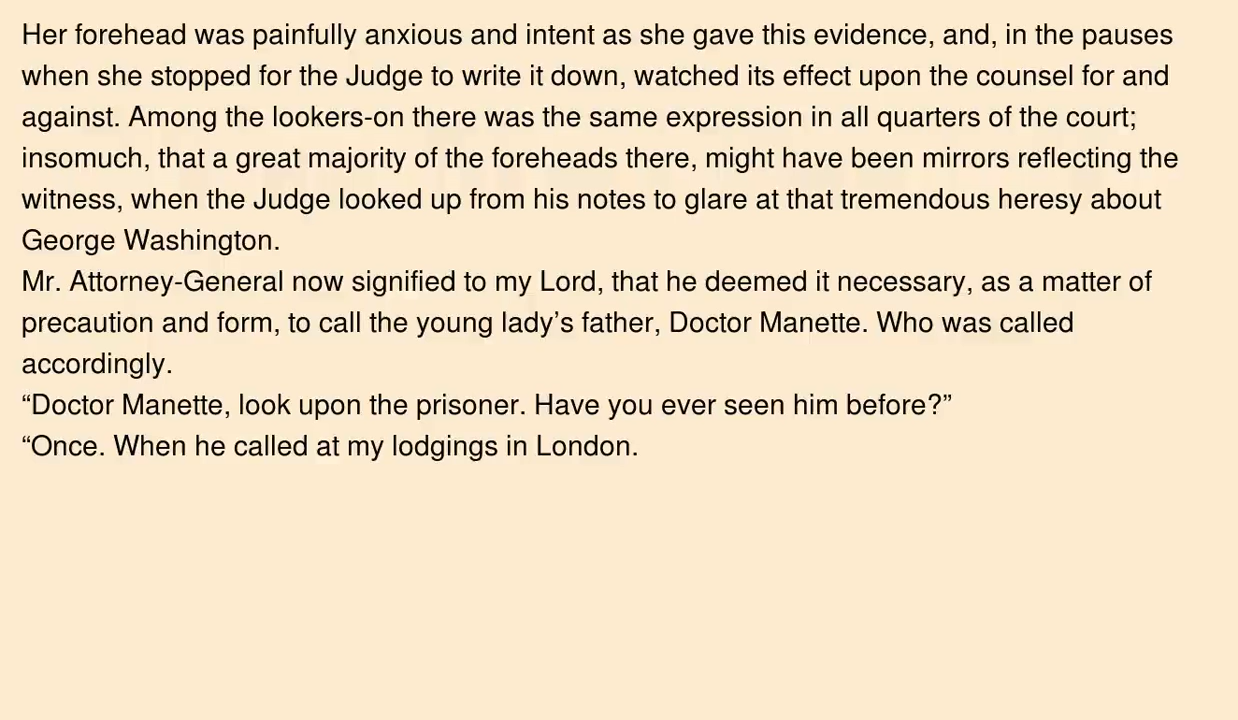 Her forehead was painfully anxious and intent as she gave this evidence, and, in the pauses
when she stopped for the Judge to write it down, watched its effect upon the counsel for and
against. Among the lookers-on there was the same expression in all quarters of the court;
insomuch, that a great majority of the foreheads there, might have been mirrors reflecting the
witness, when the Judge looked up from his notes to glare at that tremendous heresy about
George Washington.
Mr. Attorney-General now signified to my Lord, that he deemed it necessary, as a matter of
precaution and form, to call the young lady’s father, Doctor Manette. Who was called
accordingly.
“Doctor Manette, look upon the prisoner. Have you ever seen him before?”
“Once. When he called at my lodgings in London.